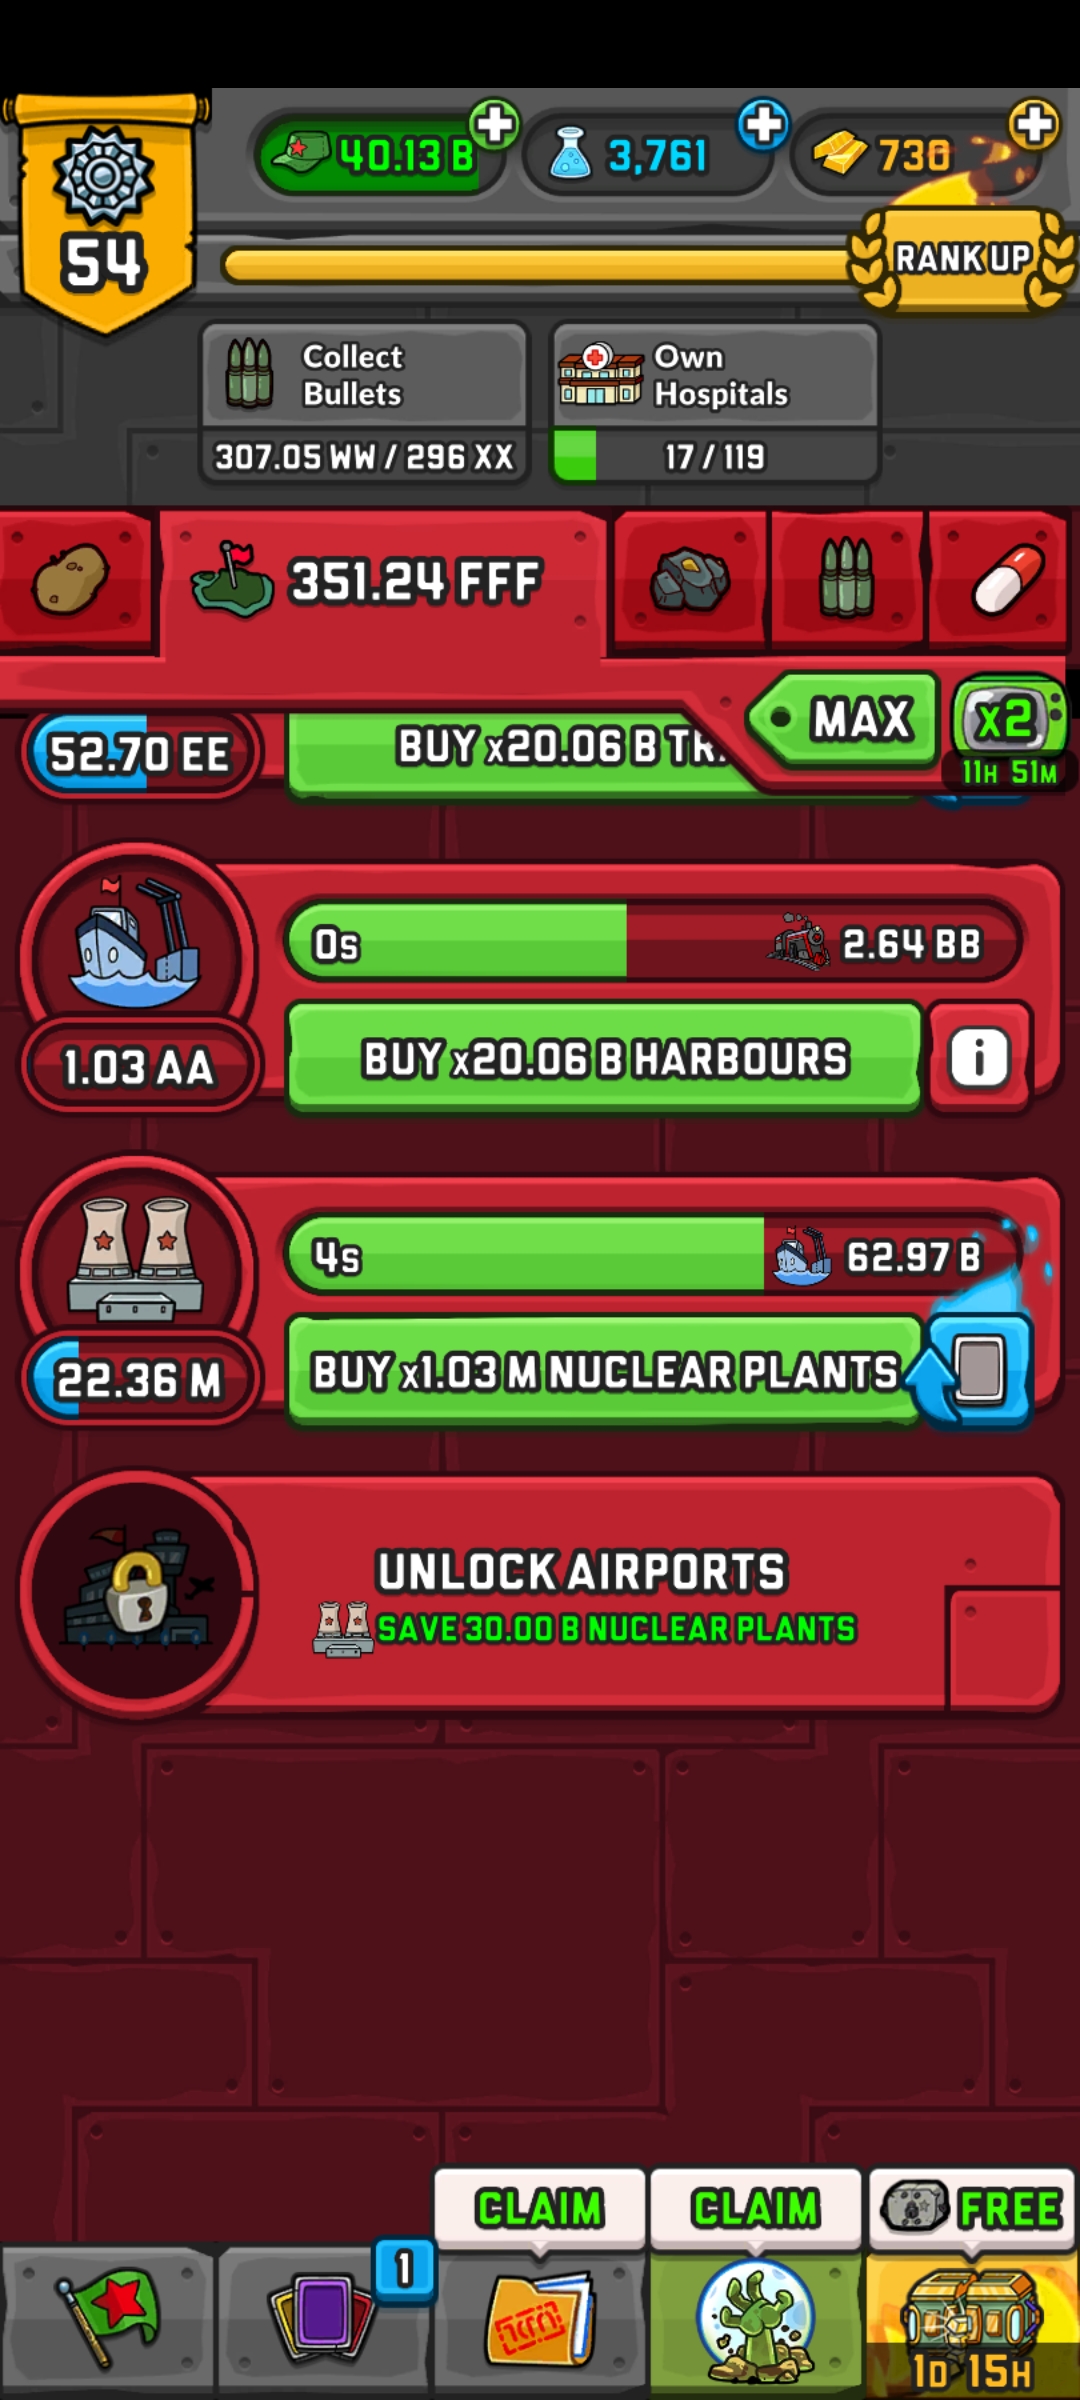 40.13 B
3,761
730
54
RANK UP
Collect
Bullets
307.05 WW / 296 XX
Own
Hospitals
17 / 119
351.24 FFF
MAX
x2
11H 51M
52.70 EE
BUY x20.06 B TR
0s
2.64 BB
1.03 AA
BUY x20.06 B HARBOURS
i
4s
62.97 B
22.36 M
BUY x1.03 M NUCLEAR PLANTS
UNLOCK AIRPORTS
SAVE 30.00 B NUCLEAR PLANTS
CLAIM
CLAIM
FREE
1
1D 15H